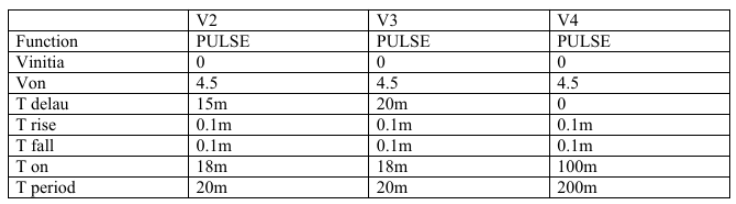 V2 V3 V4
Function PULSE PULSE PULSE
Vinitia 0 0 0
Von 4.5 4.5 4.5
T delau 15m 20m 0
T rise 0.1m 0.1m 0.1m
T fall 0.1m 0.1m 0.1m
T on 18m 18m 100m
T period 20m 20m 200m